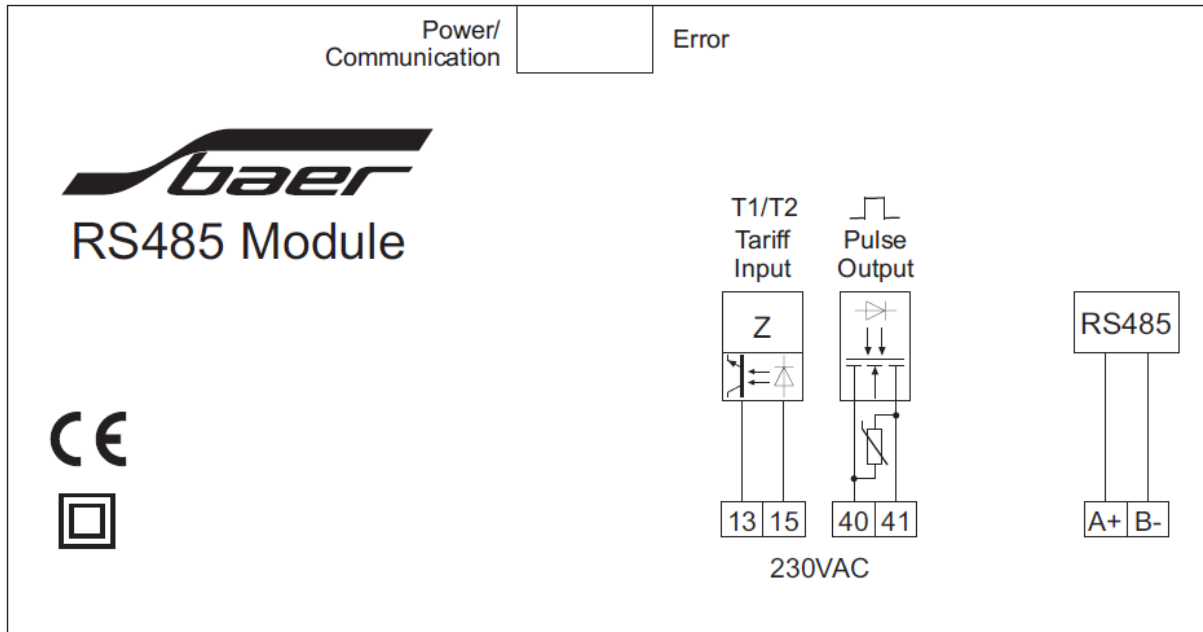 Power/
Communication
Error
baer
RS485 Module
T1/T2
Tariff
Input
Pulse
Output
Z
RS485
CE
13 15
40 41
A+ B-
230VAC